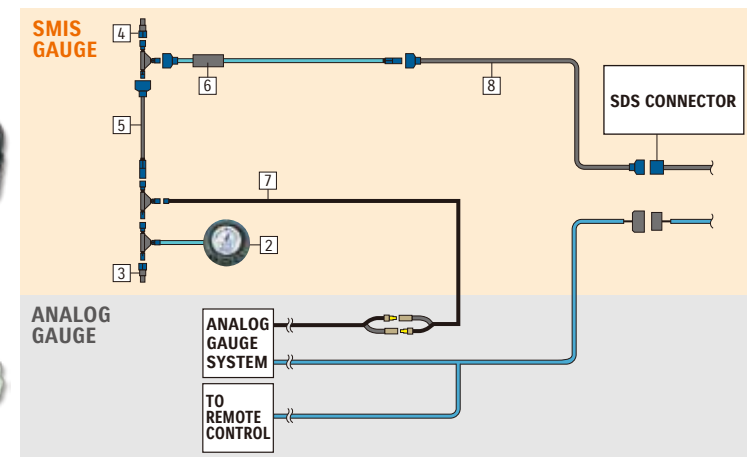 SMIS
GAUGE
4
6
8
SDS CONNECTOR
5
7
2
3
ANALOG
GAUGE
ANALOG
GAUGE
SYSTEM
TO
REMOTE
CONTROL